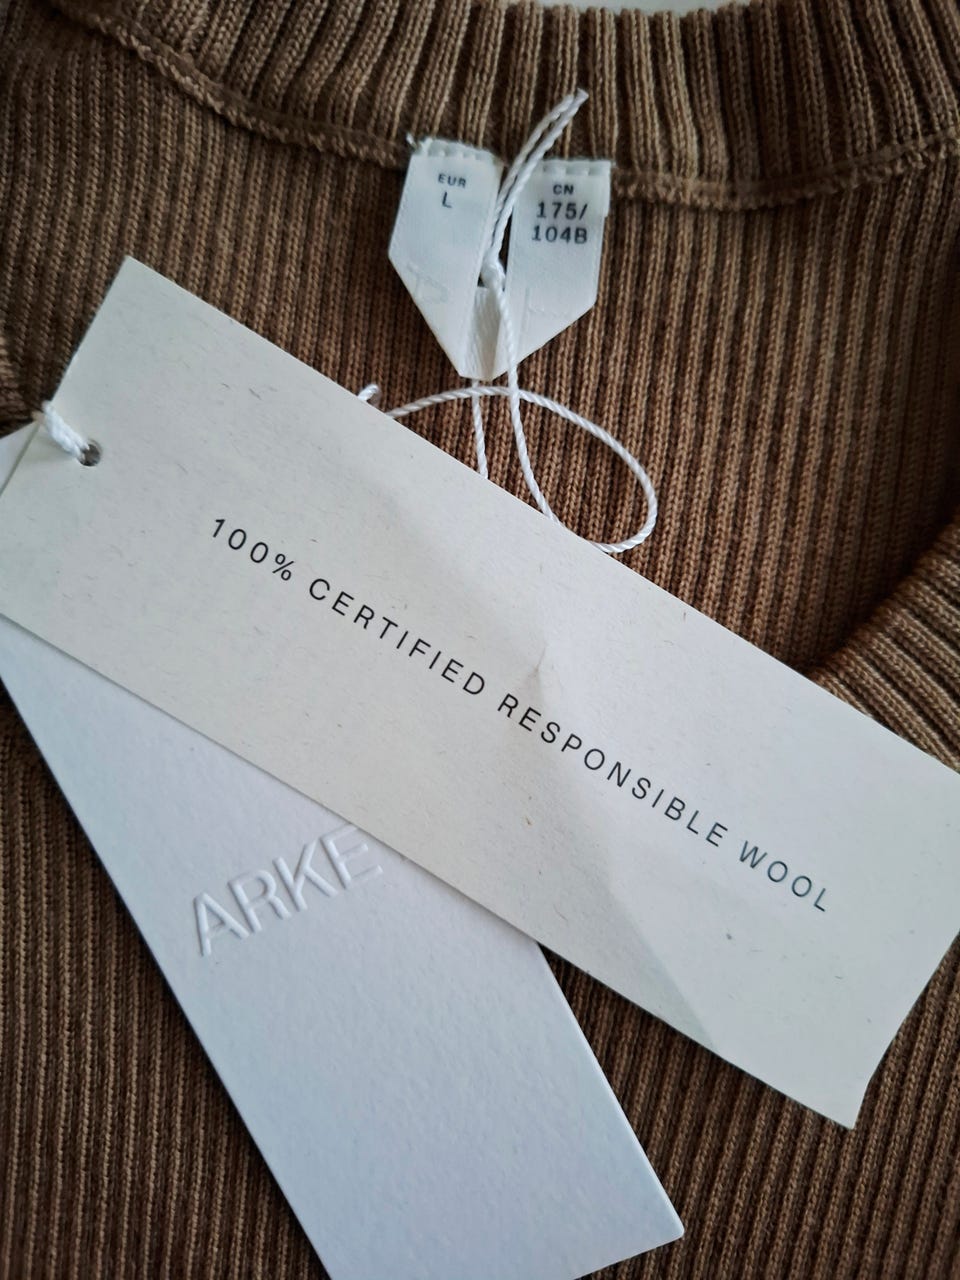 EUR
L
CN
175/
104B
100% CERTIFIED RESPONSIBLE WOOL
ARKE